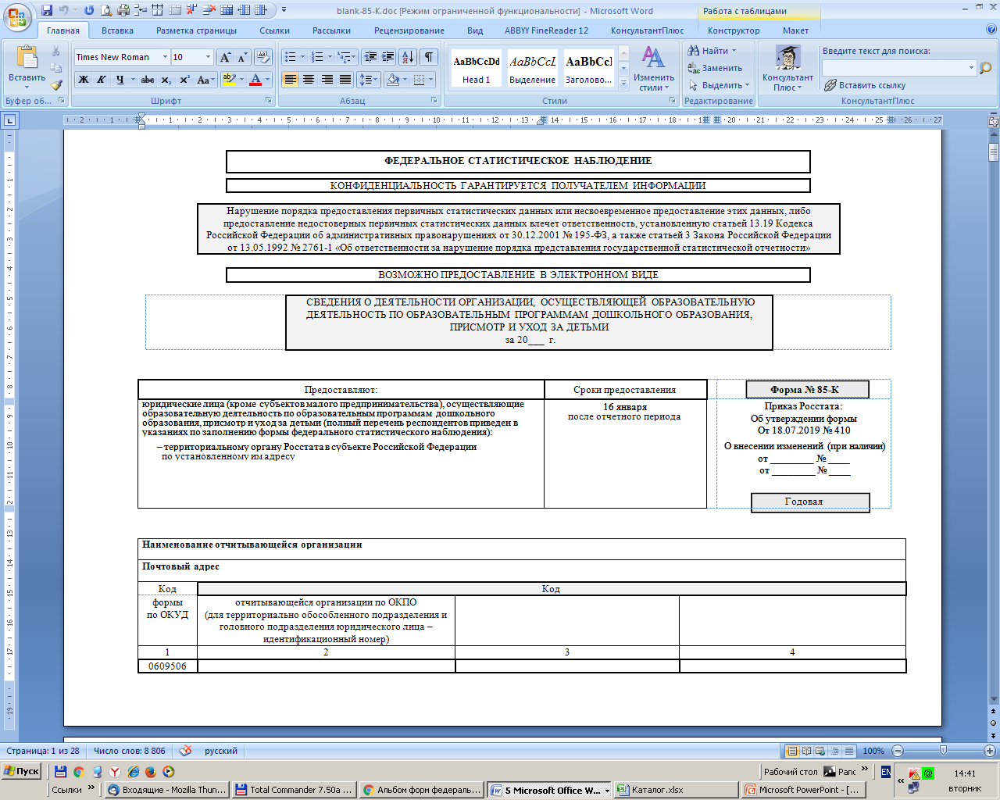 blank-85-K.doc [Режим ограниченной функциональности] - Microsoft Word
Работа с таблицами
Главная Вставка Разметка страницы Ссылки Рассылки Рецензирование Вид ABBYY FineReader 12 КонсультантПлюс Конструктор Макет
Вставить
Буфер об...
Times New Roman 10
Ж К Ч abc x₂ x² Aa
Шрифт
Абзац
AaBbCcDd AaBbCcL AaBbCcI
Head 1 Выделение Заголово...
Изменить стили
Стили
Найти
Заменить
Выделить
Редактирование
Консультант Плюс
Введите текст для поиска:
Вставить ссылку
КонсультантПлюс
ФЕДЕРАЛЬНОЕ СТАТИСТИЧЕСКОЕ НАБЛЮДЕНИЕ
КОНФИДЕНЦИАЛЬНОСТЬ ГАРАНТИРУЕТСЯ ПОЛУЧАТЕЛЕМ ИНФОРМАЦИИ
Нарушение порядка предоставления первичных статистических данных или несвоевременное предоставление этих данных, либо
предоставление недостоверных первичных статистических данных влечет ответственность, установленную статьей 13.19 Кодекса
Российской Федерации об административных правонарушениях от 30.12.2001 № 195-ФЗ, а также статьей 3 Закона Российской Федерации
от 13.05.1992 № 2761-1 «Об ответственности за нарушение порядка представления государственной статистической отчетности»
ВОЗМОЖНО ПРЕДОСТАВЛЕНИЕ В ЭЛЕКТРОННОМ ВИДЕ
СВЕДЕНИЯ О ДЕЯТЕЛЬНОСТИ ОРГАНИЗАЦИИ, ОСУЩЕСТВЛЯЮЩЕЙ ОБРАЗОВАТЕЛЬНУЮ
ДЕЯТЕЛЬНОСТЬ ПО ОБРАЗОВАТЕЛЬНЫМ ПРОГРАММАМ ДОШКОЛЬНОГО ОБРАЗОВАНИЯ,
ПРИСМОТР И УХОД ЗА ДЕТЬМИ
за 20___ г.
Предоставляют:
Сроки предоставления
юридические лица (кроме субъектов малого предпринимательства), осуществляющие
образовательную деятельность по образовательным программам дошкольного
образования, присмотр и уход за детьми (полный перечень респондентов приведен в
указаниях по заполнению формы федерального статистического наблюдения):
– территориальному органу Росстата в субъекте Российской Федерации
по установленному им адресу
16 января
после отчетного периода
Форма № 85-К
Приказ Росстата:
Об утверждении формы
От 18.07.2019 № 410
О внесении изменений (при наличии)
от _________ № ____
от _________ № ____
Годовая
Наименование отчитывающейся организации
Почтовый адрес
Код Код
формы
по ОКУД
отчитывающейся организации по ОКПО
(для территориально обособленного подразделения и
головного подразделения юридического лица –
идентификационный номер)
1 2 3 4
0609506
Страница: 1 из 28 Число слов: 8 806 русский 100%
Пуск Рабочий стол EN 14:41
Ссылки Входящие - Mozilla Thun... Total Commander 7.50a ... Альбом форм федераль... 5 Microsoft Office W... Каталог.xlsx Microsoft PowerPoint - [... вторник